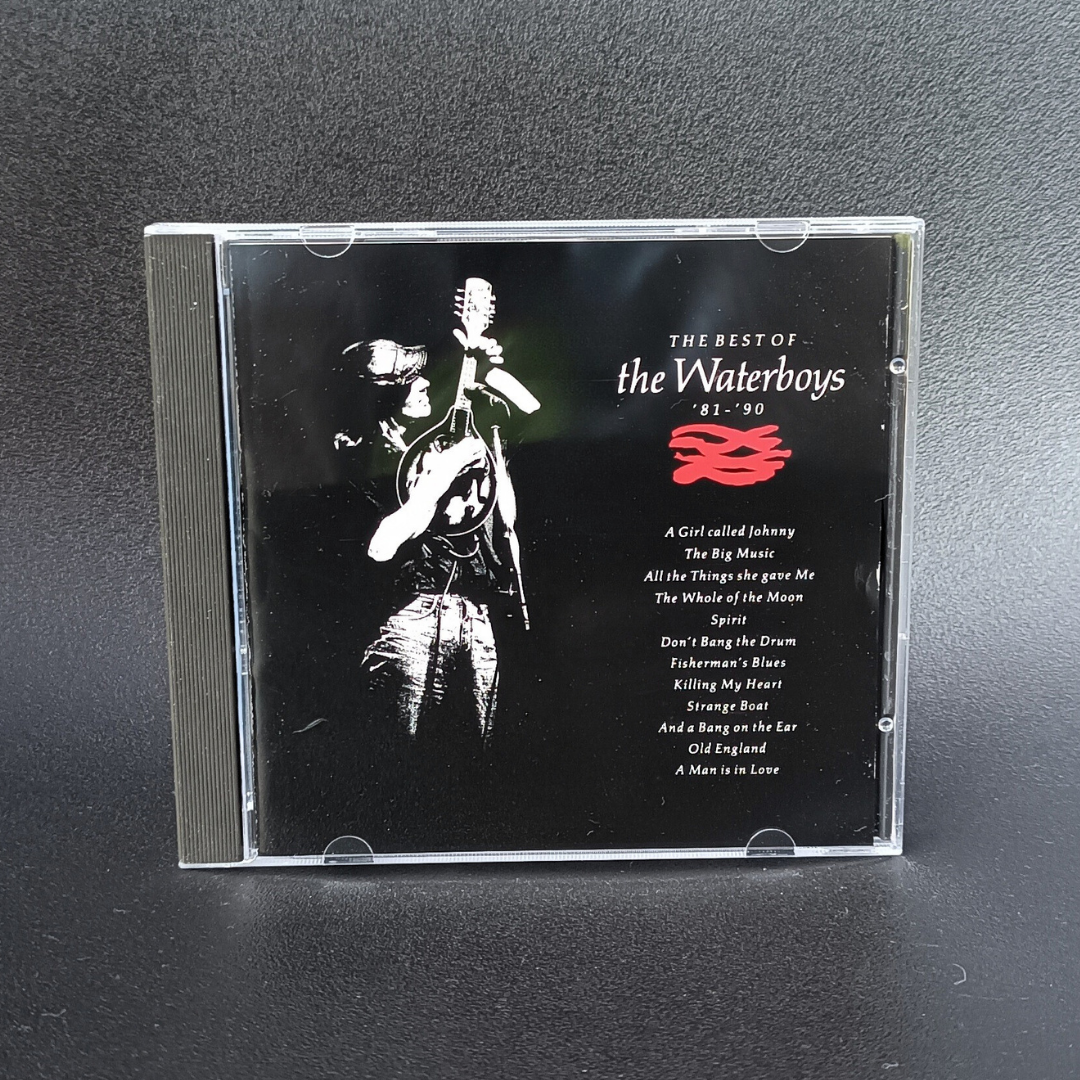 THE BEST OF
the Waterboys
'81-'90
A Girl called Johnny
The Big Music
All the Things she gave Me
The Whole of the Moon
Spirit
Don't Bang the Drum
Fisherman's Blues
Killing My Heart
Strange Boat
And a Bang on the Ear
Old England
A Man is in Love